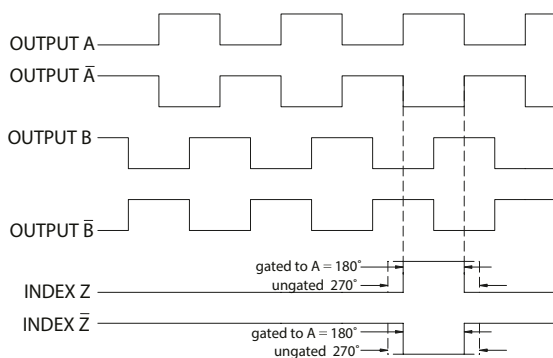 OUTPUT A
OUTPUT A̅
OUTPUT B
OUTPUT B̅
gated to A = 180°
ungated 270°
INDEX Z
INDEX Z̅
gated to A = 180°
ungated 270°